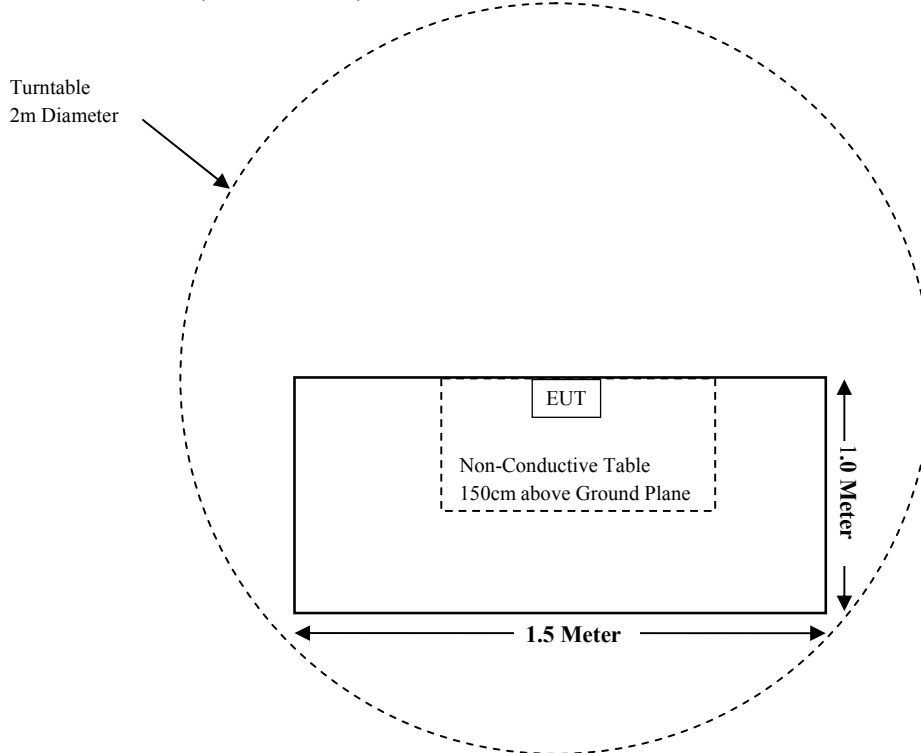 Turntable
2m Diameter
EUT
Non-Conductive Table
150cm above Ground Plane
1.0 Meter
1.5 Meter